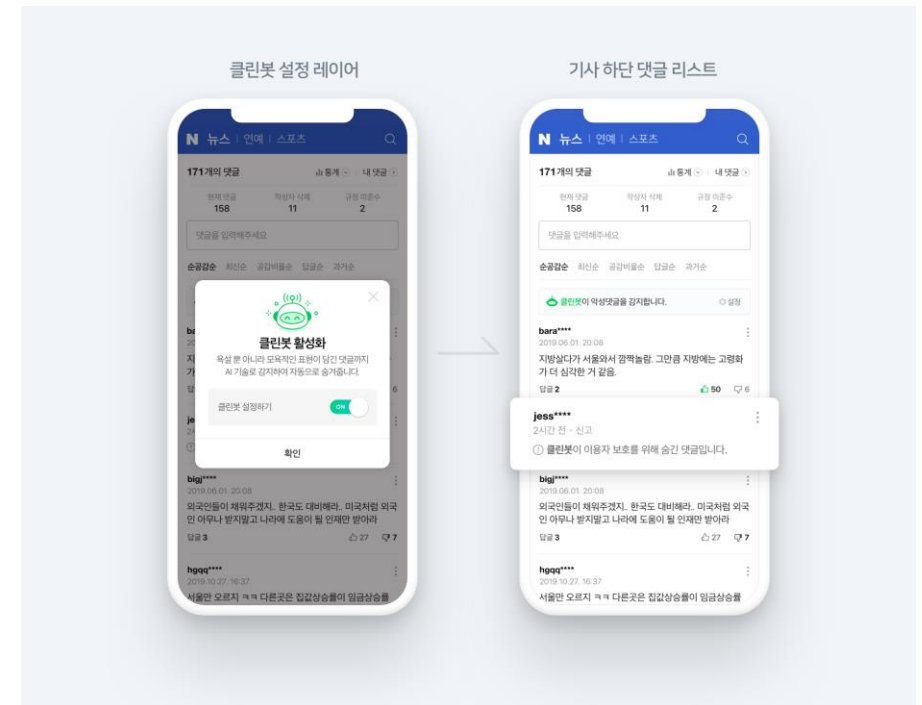 클린봇 설정 레이어
기사 하단 댓글 리스트
N 뉴스 | 연예 | 스포츠
171개의 댓글 통계 내 댓글
현재 댓글 작성자 삭제 규정 미준수
158 11 2
댓글을 입력해주세요
순공감순 최신순 공감비율순 답글순 과거순
클린봇 활성화
욕설 뿐 아니라 모욕적인 표현이 담긴 댓글까지
AI 기술로 감지하여 자동으로 숨겨줍니다.
클린봇 설정하기 ON
확인
bigj****
2019.06.01. 20:08
외국인들이 채워주겠지.. 한국도 대비해라.. 미국처럼 외국
인 아무나 받지말고 나라에 도움이 될 인재만 받아라
답글 3 27 7
hgqq****
2019.10.27. 16:37
서울만 오르지 ㅋㅋ 다른곳은 집값상승률이 임금상승률
N 뉴스 | 연예 | 스포츠
171개의 댓글 통계 내 댓글
현재 댓글 작성자 삭제 규정 미준수
158 11 2
댓글을 입력해주세요
순공감순 최신순 공감비율순 답글순 과거순
클린봇이 악성댓글을 감지합니다. 설정
bara****
2019.06.01. 20:08
지방살다가 서울와서 깜짝놀람. 그만큼 지방에는 고령화
가 더 심각한 거 같음.
답글 2 50 6
jess****
2시간 전 · 신고
클린봇이 이용자 보호를 위해 숨긴 댓글입니다.
bigj****
2019.06.01. 20:08
외국인들이 채워주겠지.. 한국도 대비해라.. 미국처럼 외국
인 아무나 받지말고 나라에 도움이 될 인재만 받아라
답글 3 27 7
hgqq****
2019.10.27. 16:37
서울만 오르지 ㅋㅋ 다른곳은 집값상승률이 임금상승률